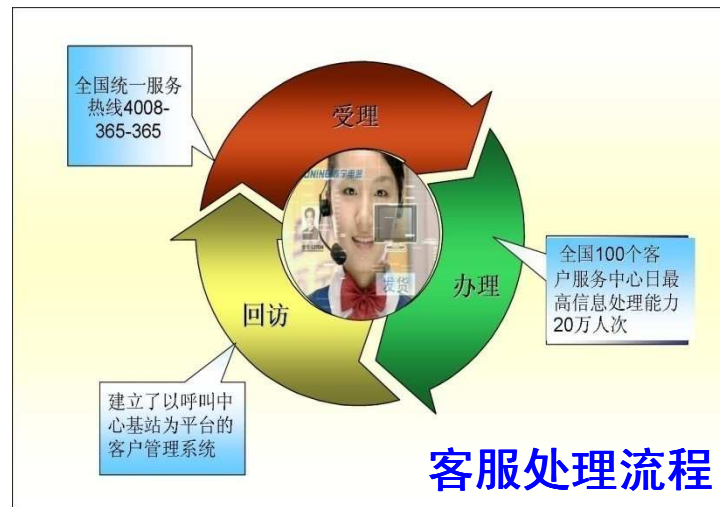 全国统一服务
热线4008-
365-365
受理
办理
回访
发货
全国100个客
户服务中心日最
高信息处理能力
20万人次
建立了以呼叫中
心基站为平台的
客户管理系统
客服处理流程